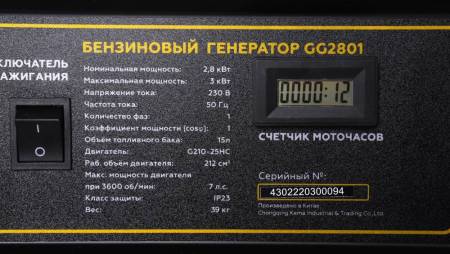 БЕНЗИНОВЫЙ ГЕНЕРАТОР GG2801
КЛЮЧАТЕЛЬ
АЖИГАНИЯ
Номинальная мощность: 2,8 кВт
Максимальная мощность: 3 кВт
Напряжение тока: 230 В
Частота тока: 50 Гц
Количество фаз: 1
Коэффициент мощности (cosφ): 1
Объём топливного бака: 15л
Двигатель: G210-25HC
Раб. объём двигателя: 212 см³
Макс. мощность двигателя
при 3600 об/мин: 7 л.с.
Класс защиты: IP23
Вес: 39 кг
0000:12
СЧЕТЧИК МОТОЧАСОВ
Серийный №:
4302220300094
Произведено в Китае
Chongqing Kema Industrial & Trading Co.,Ltd.